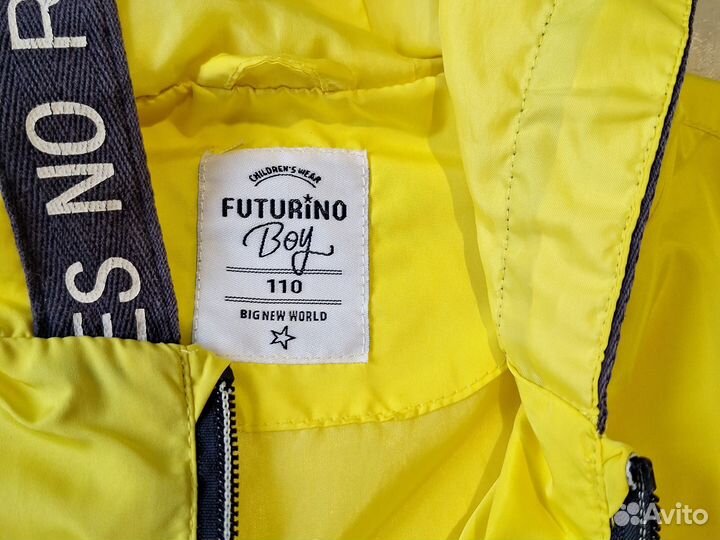 CHILDREN'S WEAR
FUTURiNO
Boy
110
BIG NEW WORLD
ES NO R
Avito